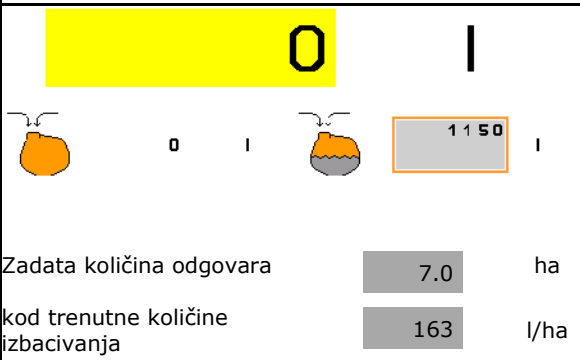 0 l
0 l 1150 l
Zadata količina odgovara 7.0 ha
kod trenutne količine
izbacivanja 163 l/ha